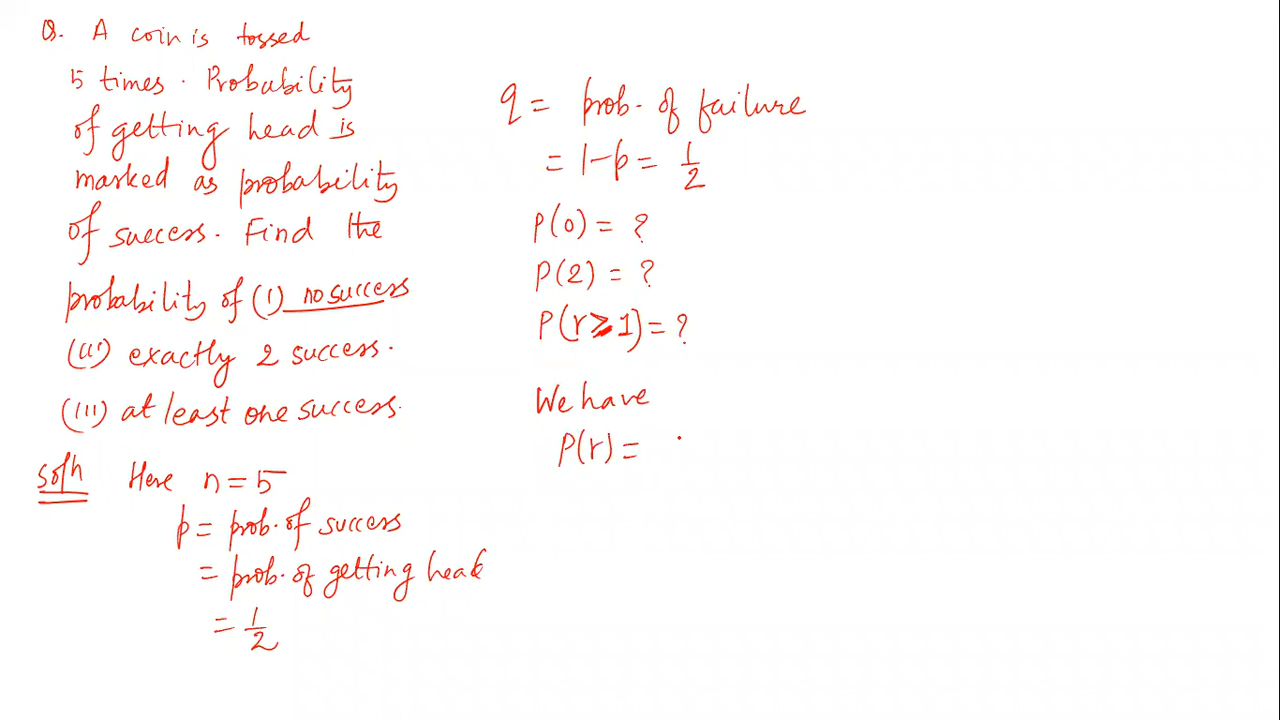 Q. A coin is tossed
5 times. Probability
of getting head is
marked as probability
of success. Find the
probability of (i) no success
(ii) exactly 2 success.
(iii) at least one success.
Soln Here n = 5
p = prob. of success
= prob. of getting head
= 1/2
q = prob. of failure
= 1-p = 1/2
P(0) = ?
P(2) = ?
P(r ⩾ 1) = ?
We have
P(r) =